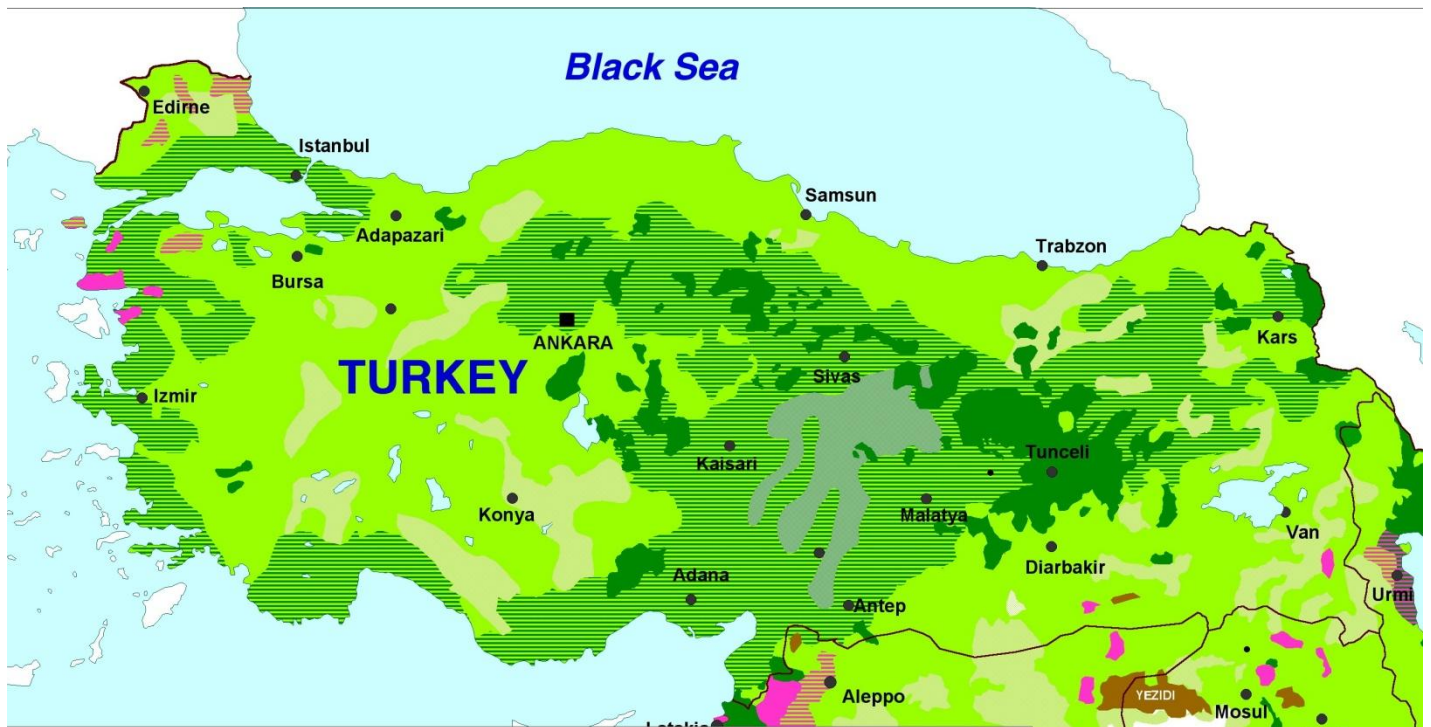 Black Sea
Edirne
Istanbul
Samsun
Adapazari
Trabzon
Bursa
ANKARA
Kars
TURKEY
Sivas
Izmir
Kaisari
Tunceli
Konya
Malatya
Van
Diarbakir
Adana
Urmi
Antep
Aleppo
YEZIDI
Mosul